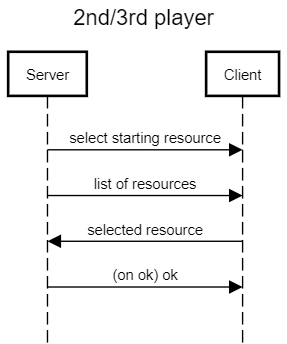 2nd/3rd player
Server
Client
select starting resource
list of resources
selected resource
(on ok) ok